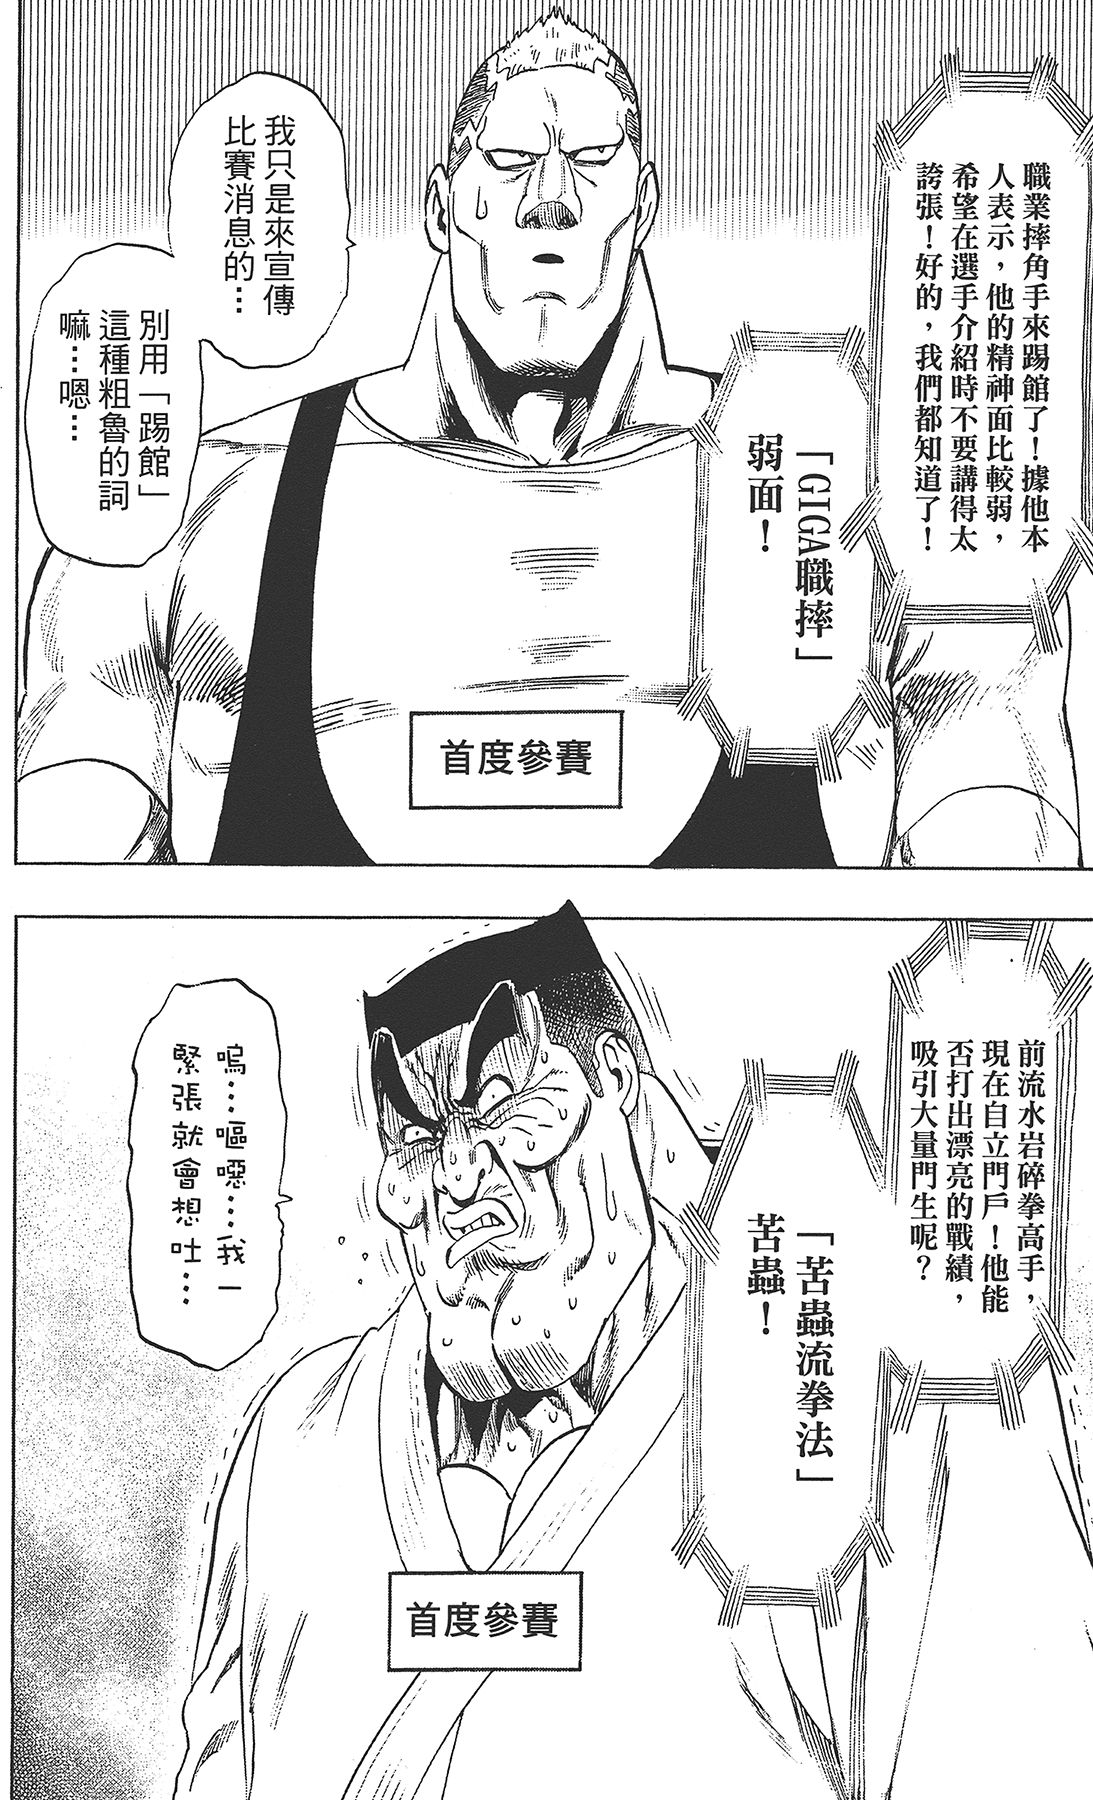 職業摔角手來踢館了！據他本
人表示，他的精神面比較弱，
希望在選手介紹時不要講得太
誇張！好的，我們都知道了！
「GIGA職摔」
弱面！
我只是來宣傳
比賽消息的…
別用「踢館」
這種粗魯的詞
嘛…嗯…
首度參賽
前流水岩碎拳高手，
現在自立門戶！他能
否打出漂亮的戰績，
吸引大量門生呢？
「苦蟲流拳法」
苦蟲！
嗚…嘔噁…我一
緊張就會想吐…
首度參賽